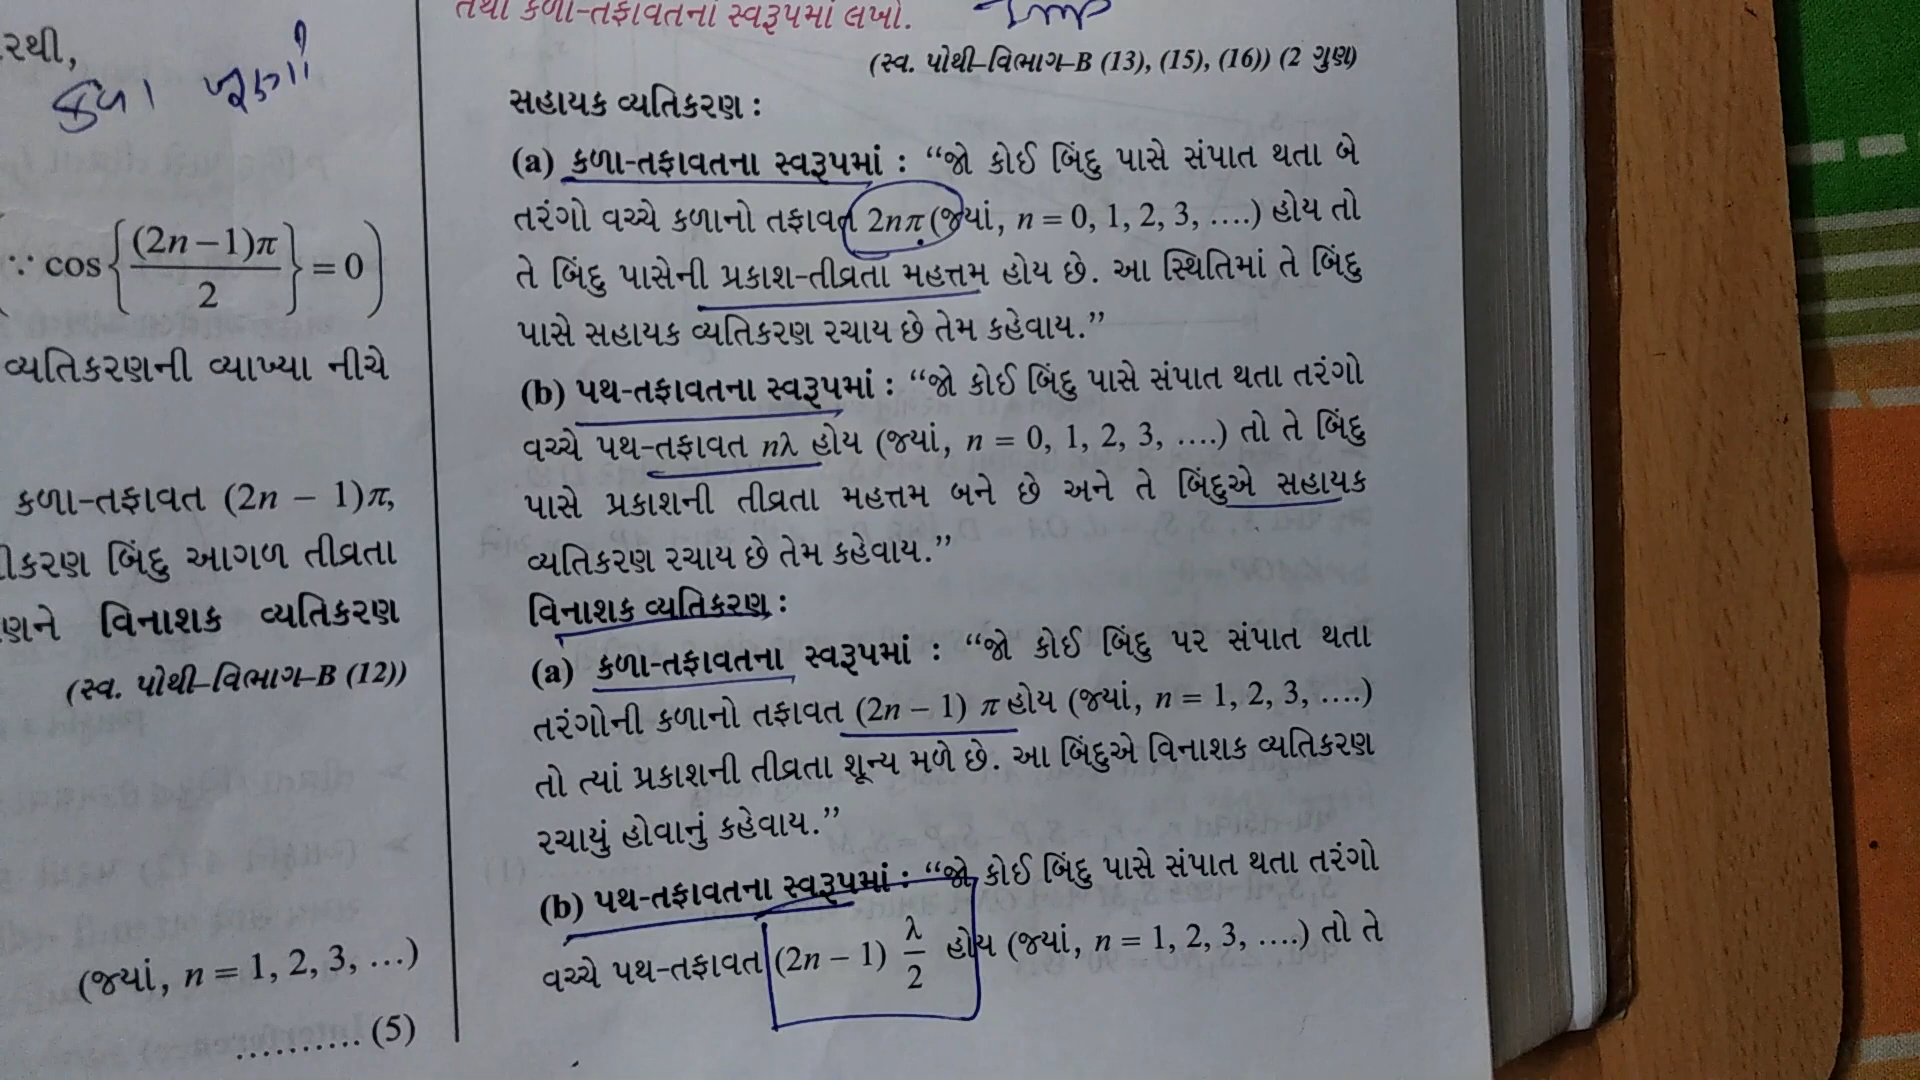 રથી,
કળા ખૂણો
∵ cos{(2n−1)π/2} = 0)
વ્યતિકરણની વ્યાખ્યા નીચે
કળા-તફાવત (2n − 1)π,
બિંદુ આગળ તીવ્રતા
વિનાશક વ્યતિકરણ
(સ્વ. પોથી–વિભાગ–B (12))
(જ્યાં, n = 1, 2, 3, ...)
.......... (5)
તથા કળા-તફાવતના સ્વરૂપમાં લખો. Imp
(સ્વ. પોથી–વિભાગ–B (13), (15), (16)) (2 ગુણ)
સહાયક વ્યતિકરણ :
(a) કળા-તફાવતના સ્વરૂપમાં : “જો કોઈ બિંદુ પાસે સંપાત થતા બે
તરંગો વચ્ચે કળાનો તફાવત 2nπ (જ્યાં, n = 0, 1, 2, 3, ....) હોય તો
તે બિંદુ પાસેની પ્રકાશ-તીવ્રતા મહત્તમ હોય છે. આ સ્થિતિમાં તે બિંદુ
પાસે સહાયક વ્યતિકરણ રચાય છે તેમ કહેવાય.”
(b) પથ-તફાવતના સ્વરૂપમાં : “જો કોઈ બિંદુ પાસે સંપાત થતા તરંગો
વચ્ચે પથ-તફાવત nλ હોય (જ્યાં, n = 0, 1, 2, 3, ....) તો તે બિંદુ
પાસે પ્રકાશની તીવ્રતા મહત્તમ બને છે અને તે બિંદુએ સહાયક
વ્યતિકરણ રચાય છે તેમ કહેવાય.”
વિનાશક વ્યતિકરણ :
(a) કળા-તફાવતના સ્વરૂપમાં : “જો કોઈ બિંદુ પર સંપાત થતા
તરંગોની કળાનો તફાવત (2n − 1) π હોય (જ્યાં, n = 1, 2, 3, ....)
તો ત્યાં પ્રકાશની તીવ્રતા શૂન્ય મળે છે. આ બિંદુએ વિનાશક વ્યતિકરણ
રચાયું હોવાનું કહેવાય.”
(b) પથ-તફાવતના સ્વરૂપમાં : “જો કોઈ બિંદુ પાસે સંપાત થતા તરંગો
વચ્ચે પથ-તફાવત (2n − 1) λ/2 હોય (જ્યાં, n = 1, 2, 3, ....) તો તે